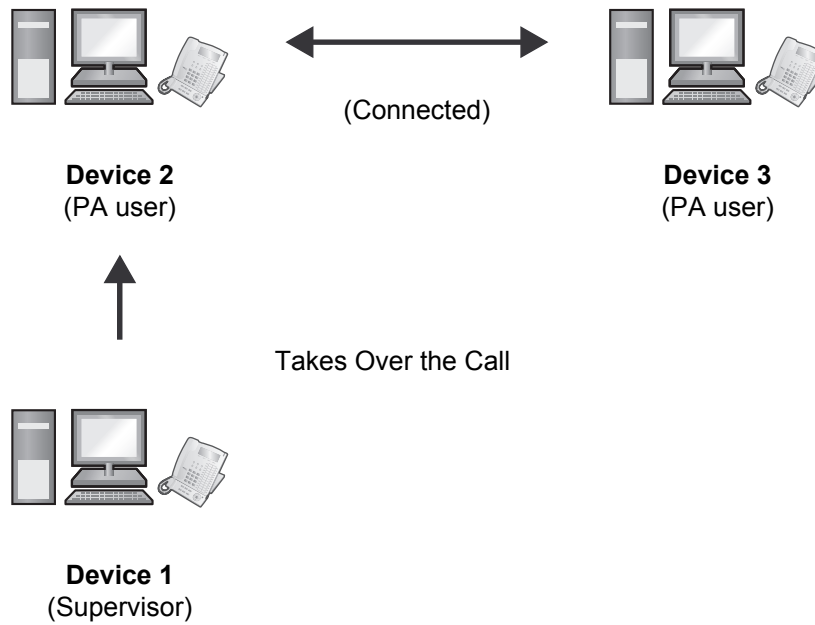 (Connected)
Device 2
(PA user)
Device 3
(PA user)
Takes Over the Call
Device 1
(Supervisor)